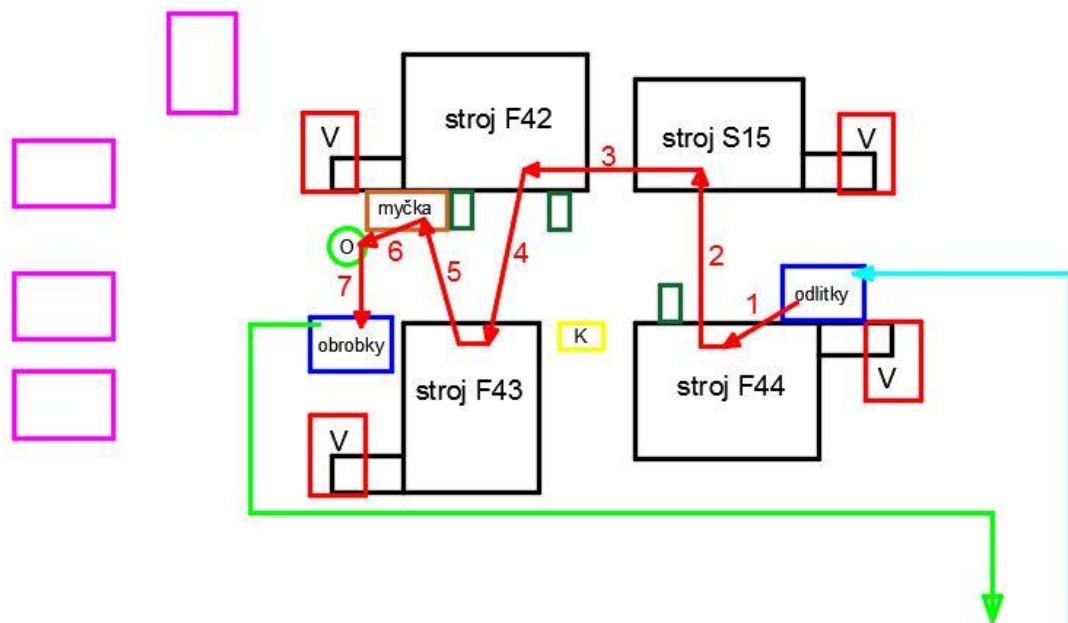 V
stroj F42
stroj S15
V
3
myčka
O
6
4
2
7
5
1
odlitky
obrobky
K
stroj F43
stroj F44
V
V